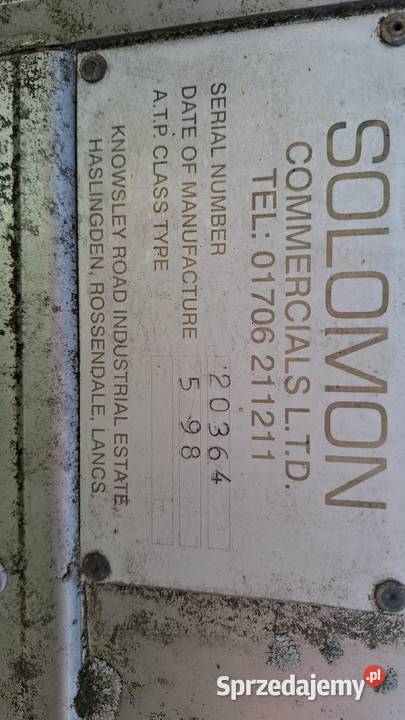 SOLOMON
COMMERCIALS L.T.D.
TEL: 01706 211211
SERIAL NUMBER 20364
DATE OF MANUFACTURE 5 98
A.T.P. CLASS TYPE
KNOWSLEY ROAD INDUSTRIAL ESTATE,
HASLINGDEN, ROSSENDALE, LANCS.
Sprzedajemy.pl